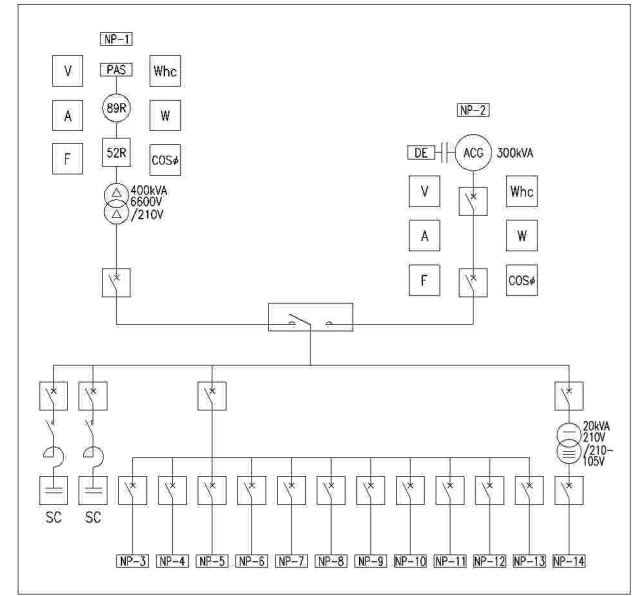 NP-1
V
PAS
Whc
A
89R
W
F
52R
COSφ
400kVA
6600V
/210V
NP-2
DE
ACG
300kVA
V
Whc
A
W
F
COSφ
20kVA
210V
/210-
105V
SC
SC
NP-3
NP-4
NP-5
NP-6
NP-7
NP-8
NP-9
NP-10
NP-11
NP-12
NP-13
NP-14